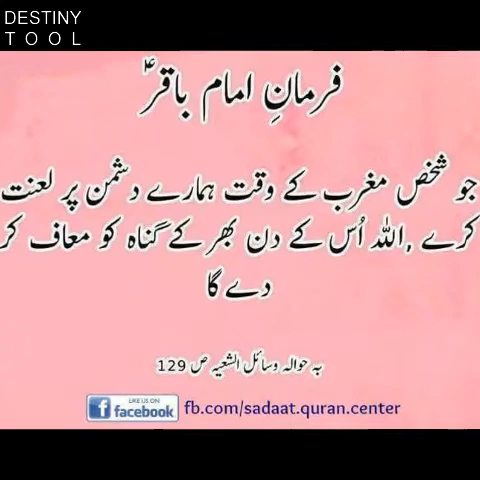 DESTINY
TOOL
فرمانِ امام باقرؑ
جو شخص مغرب کے وقت ہمارے دشمن پر لعنت
کرے ,اللہ اُس کے دن بھر کے گناہ کو معاف کر
دے گا
بہ حوالہ وسائل الشعیہ ص 129
LIKE US ON
facebook fb.com/sadaat.quran.center